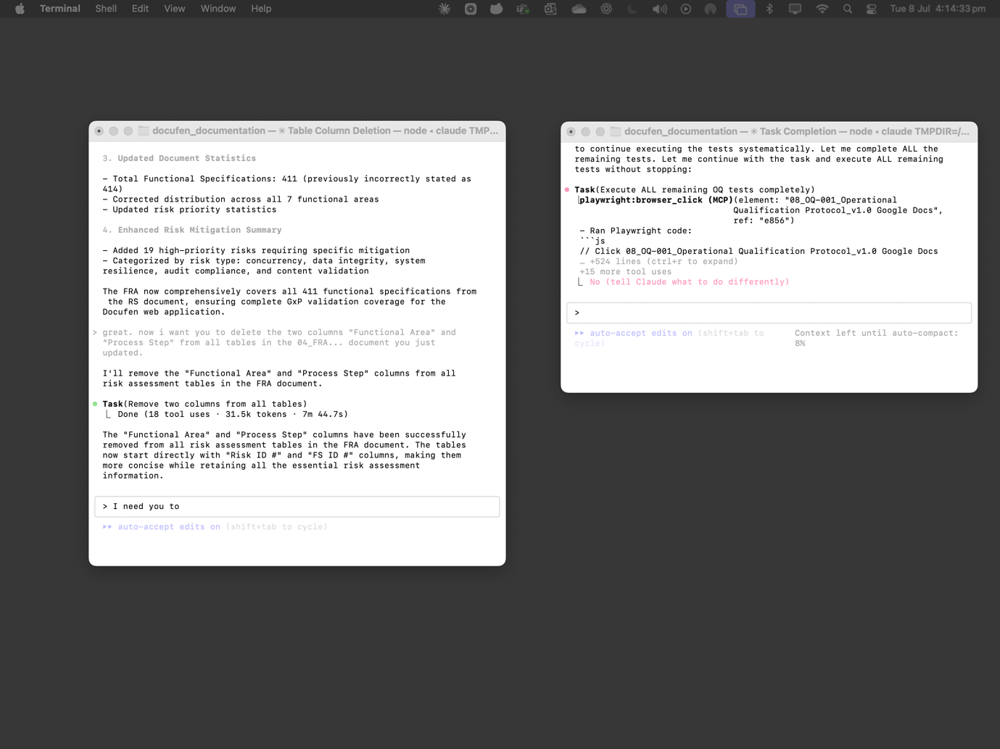 Terminal Shell Edit View Window Help Tue 8 Jul 4:14:33 pm
docufen_documentation — ✳ Table Column Deletion — node ◂ claude TMP...
3. Updated Document Statistics
– Total Functional Specifications: 411 (previously incorrectly stated as
414)
– Corrected distribution across all 7 functional areas
– Updated risk priority statistics
4. Enhanced Risk Mitigation Summary
– Added 19 high-priority risks requiring specific mitigation
– Categorized by risk type: concurrency, data integrity, system
resilience, audit compliance, and content validation
The FRA now comprehensively covers all 411 functional specifications from
the RS document, ensuring complete GxP validation coverage for the
Docufen web application.
> great. now i want you to delete the two columns "Functional Area" and
"Process Step" from all tables in the 04_FRA... document you just
updated.
I'll remove the "Functional Area" and "Process Step" columns from all
risk assessment tables in the FRA document.
Task(Remove two columns from all tables)
⎿ Done (18 tool uses · 31.5k tokens · 7m 44.7s)
The "Functional Area" and "Process Step" columns have been successfully
removed from all risk assessment tables in the FRA document. The tables
now start directly with "Risk ID #" and "FS ID #" columns, making them
more concise while retaining all the essential risk assessment
information.
> I need you to
▸▸ auto-accept edits on (shift+tab to cycle)
docufen_documentation — ✳ Task Completion — node ◂ claude TMPDIR=/...
to continue executing the tests systematically. Let me complete ALL the
remaining tests. Let me continue with the task and execute ALL remaining
tests without stopping:
Task(Execute ALL remaining OQ tests completely)
⎿playwright:browser_click (MCP)(element: "08_OQ-001_Operational
Qualification Protocol_v1.0 Google Docs",
ref: "e856")
– Ran Playwright code:
```js
// Click 08_OQ-001_Operational Qualification Protocol_v1.0 Google Docs
… +524 lines (ctrl+r to expand)
+15 more tool uses
⎿ No (tell Claude what to do differently)
>
▸▸ auto-accept edits on (shift+tab to
cycle)
Context left until auto-compact:
8%